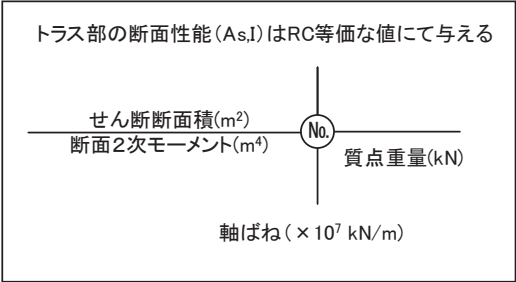 トラス部の断面性能(As,I)はRC等価な値にて与える
せん断断面積(m²)
断面2次モーメント(m⁴)
No.
質点重量(kN)
軸ばね(×10⁷ kN/m)